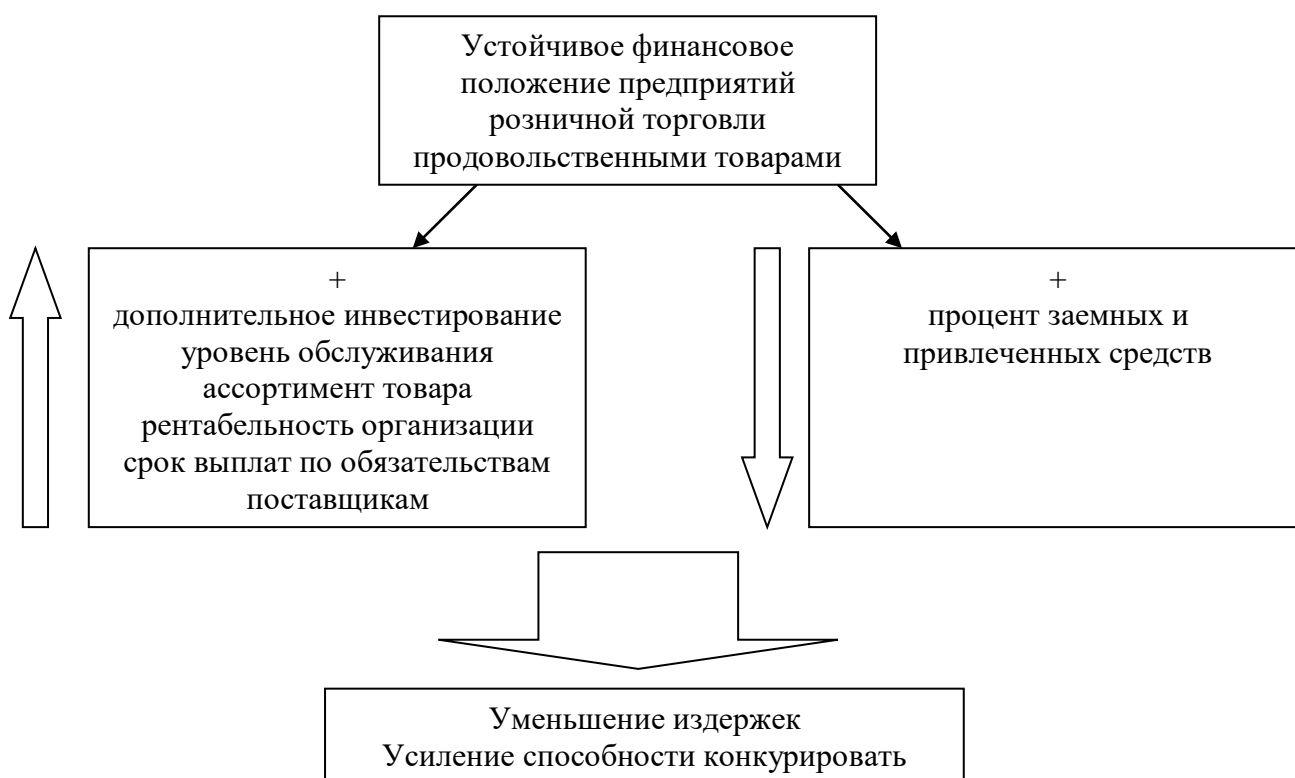 Устойчивое финансовое
положение предприятий
розничной торговли
продовольственными товарами
+
дополнительное инвестирование
уровень обслуживания
ассортимент товара
рентабельность организации
срок выплат по обязательствам
поставщикам
+
процент заемных и
привлеченных средств
Уменьшение издержек
Усиление способности конкурировать